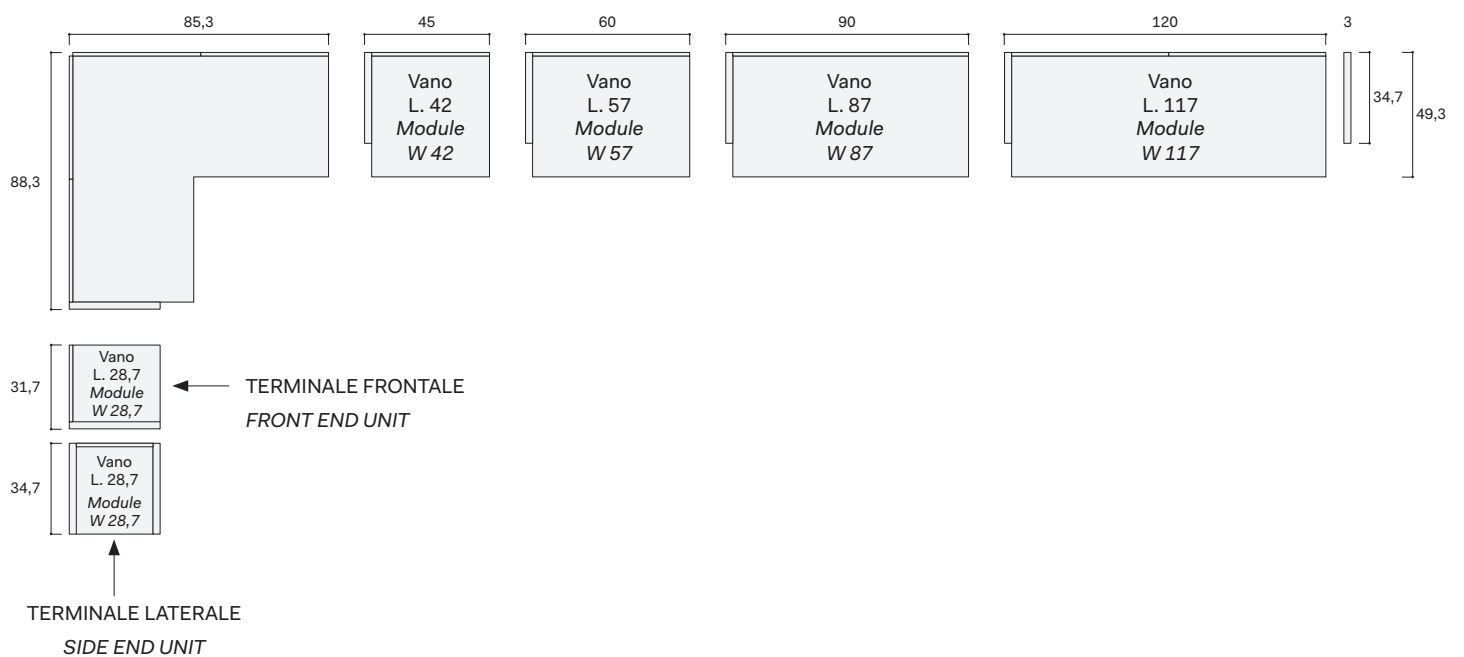 85,3
45
60
90
120
3
Vano
L. 42
Module
W 42
Vano
L. 57
Module
W 57
Vano
L. 87
Module
W 87
Vano
L. 117
Module
W 117
34,7
49,3
88,3
31,7
Vano
L. 28,7
Module
W 28,7
TERMINALE FRONTALE
FRONT END UNIT
34,7
Vano
L. 28,7
Module
W 28,7
TERMINALE LATERALE
SIDE END UNIT